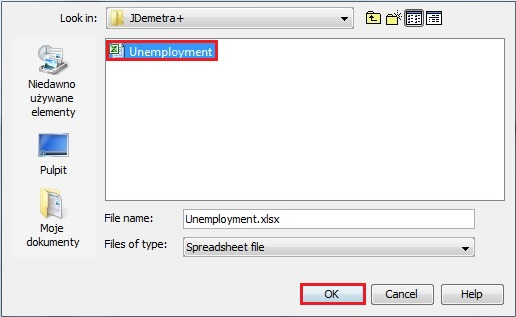 Look in: JDemetra+
Unemployment
Niedawno
używane
elementy
Pulpit
Moje
dokumenty
File name: Unemployment.xlsx
Files of type: Spreadsheet file
OK Cancel Help